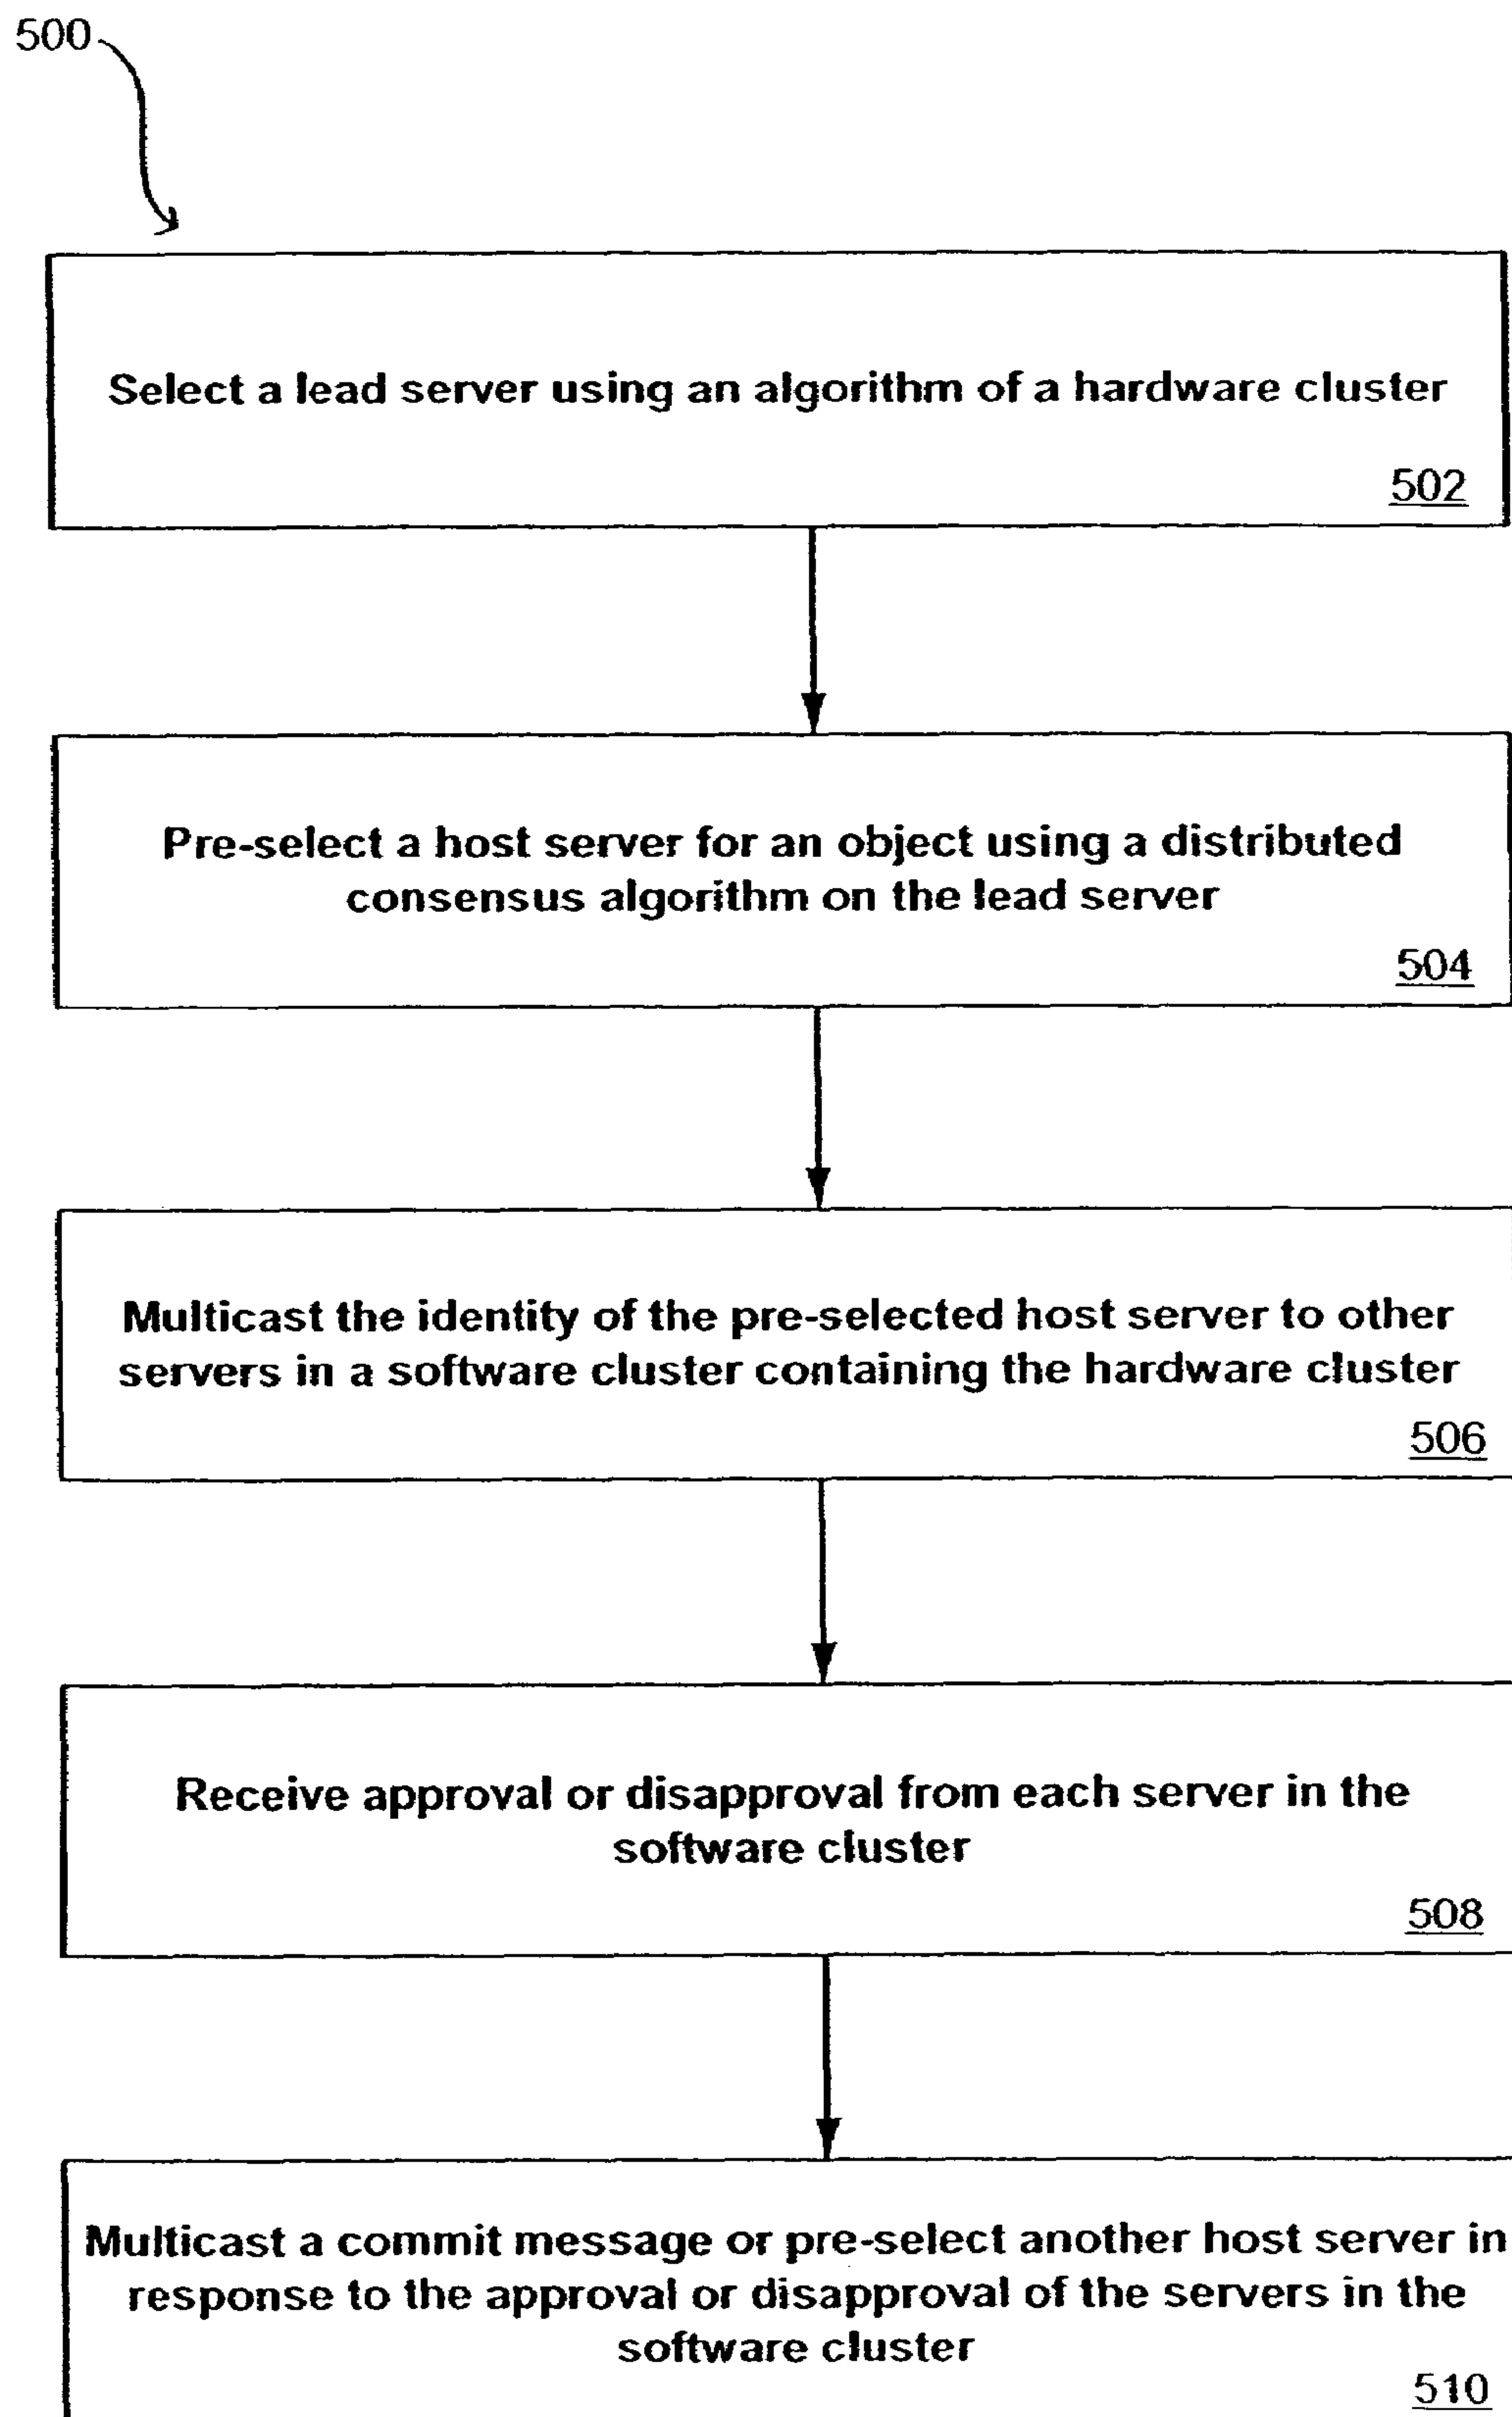 500
Select a lead server using an algorithm of a hardware cluster
502
Pre-select a host server for an object using a distributed
consensus algorithm on the lead server
504
Multicast the identity of the pre-selected host server to other
servers in a software cluster containing the hardware cluster
506
Receive approval or disapproval from each server in the
software cluster
508
Multicast a commit message or pre-select another host server in
response to the approval or disapproval of the servers in the
software cluster
510